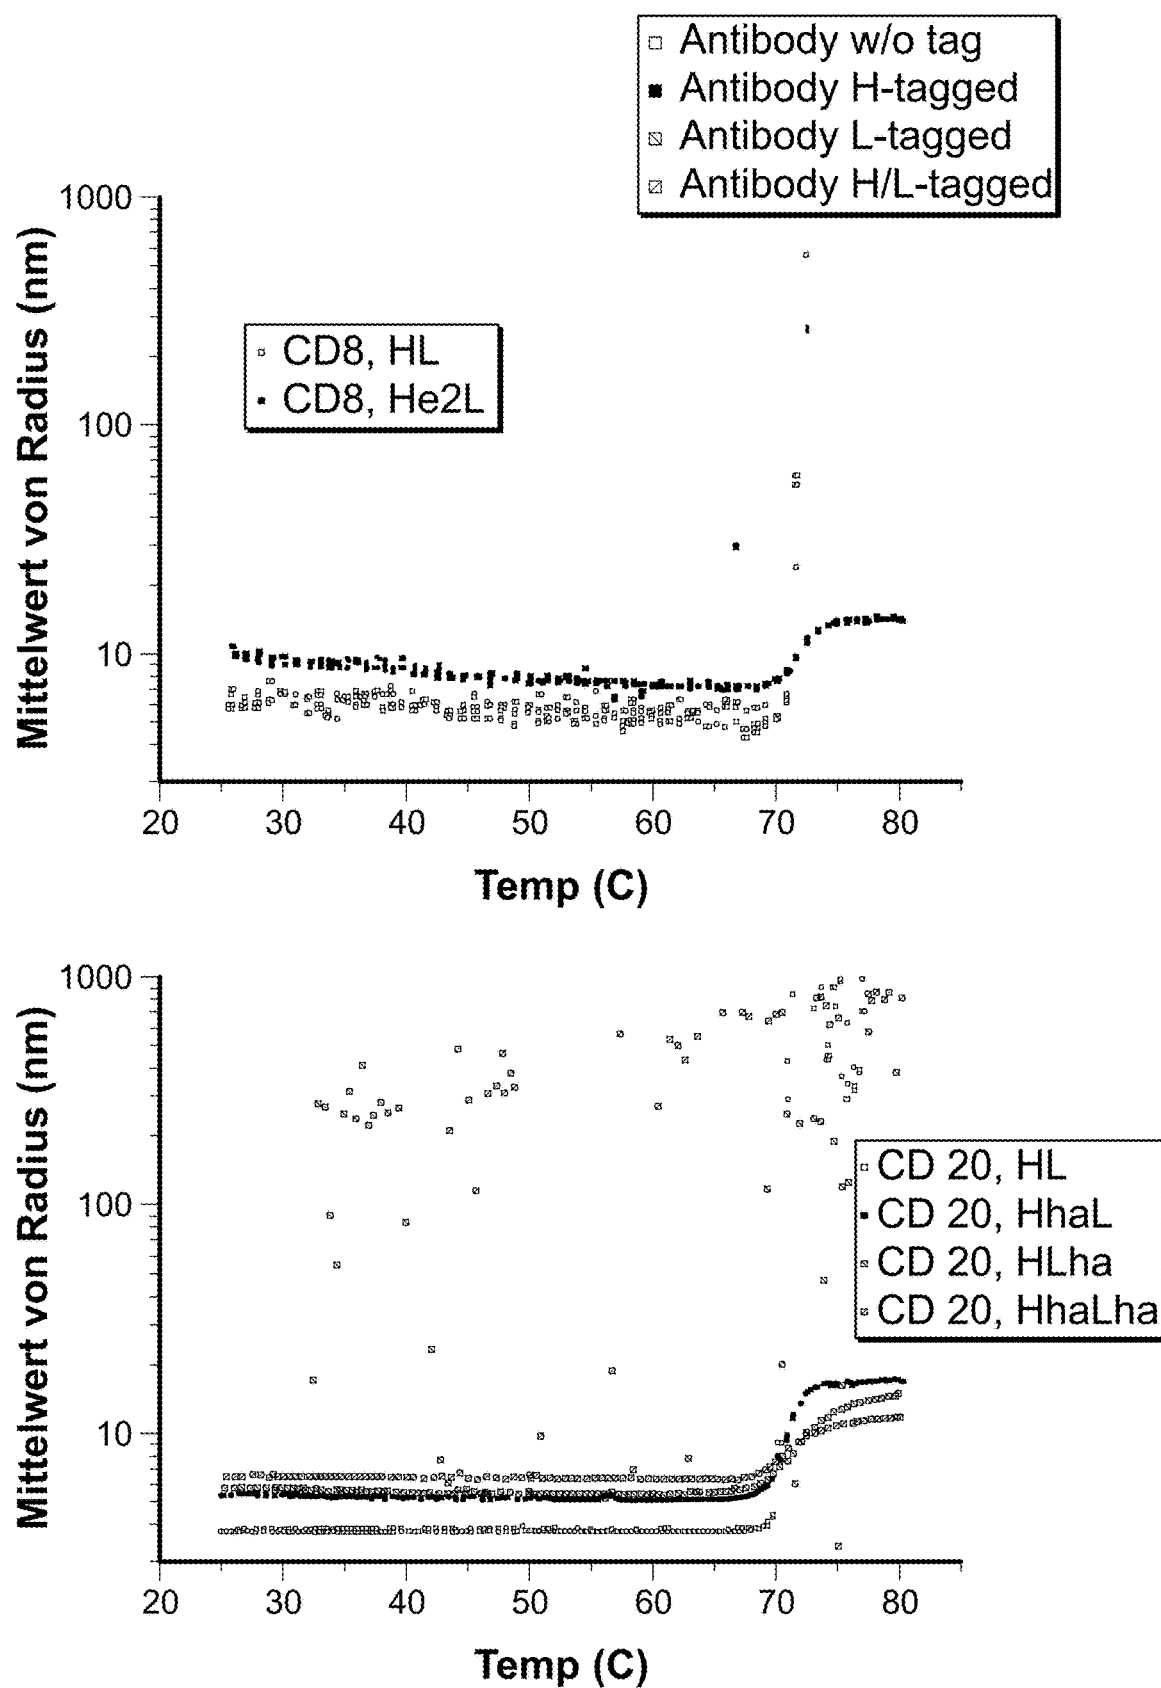 Antibody w/o tag
Antibody H-tagged
Antibody L-tagged
Antibody H/L-tagged
Mittelwert von Radius (nm)
1000
100
10
CD8, HL
CD8, He2L
20 30 40 50 60 70 80
Temp (C)
Mittelwert von Radius (nm)
1000
100
10
CD 20, HL
CD 20, HhaL
CD 20, HLha
CD 20, HhaLha
20 30 40 50 60 70 80
Temp (C)